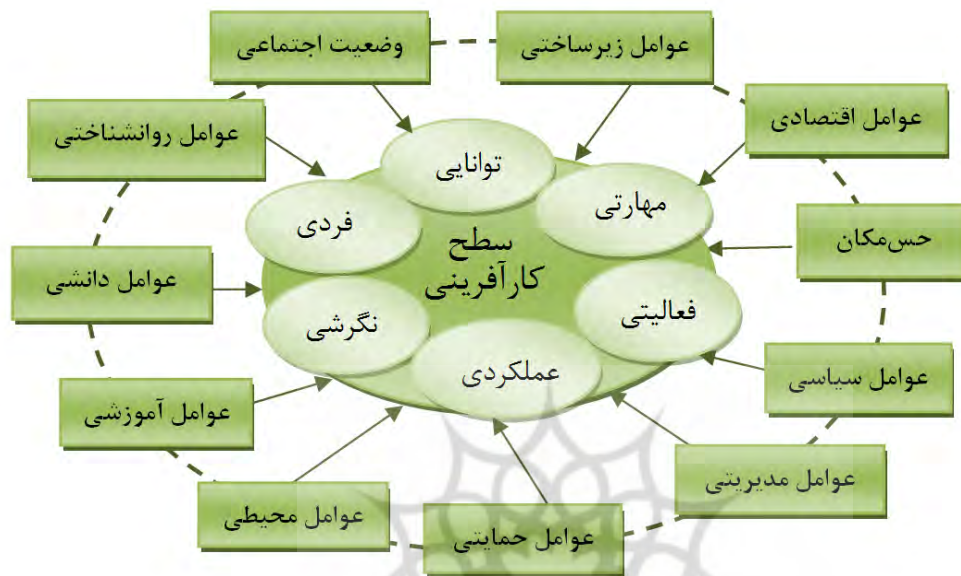 عوامل زیرساختی
وضعیت اجتماعی
عوامل اقتصادی
عوامل روانشناختی
توانایی
مهارتی
فردی
حس‌مکان
سطح
کارآفرینی
عوامل دانشی
فعالیتی
نگرشی
عملکردی
عوامل سیاسی
عوامل آموزشی
عوامل مدیریتی
عوامل محیطی
عوامل حمایتی